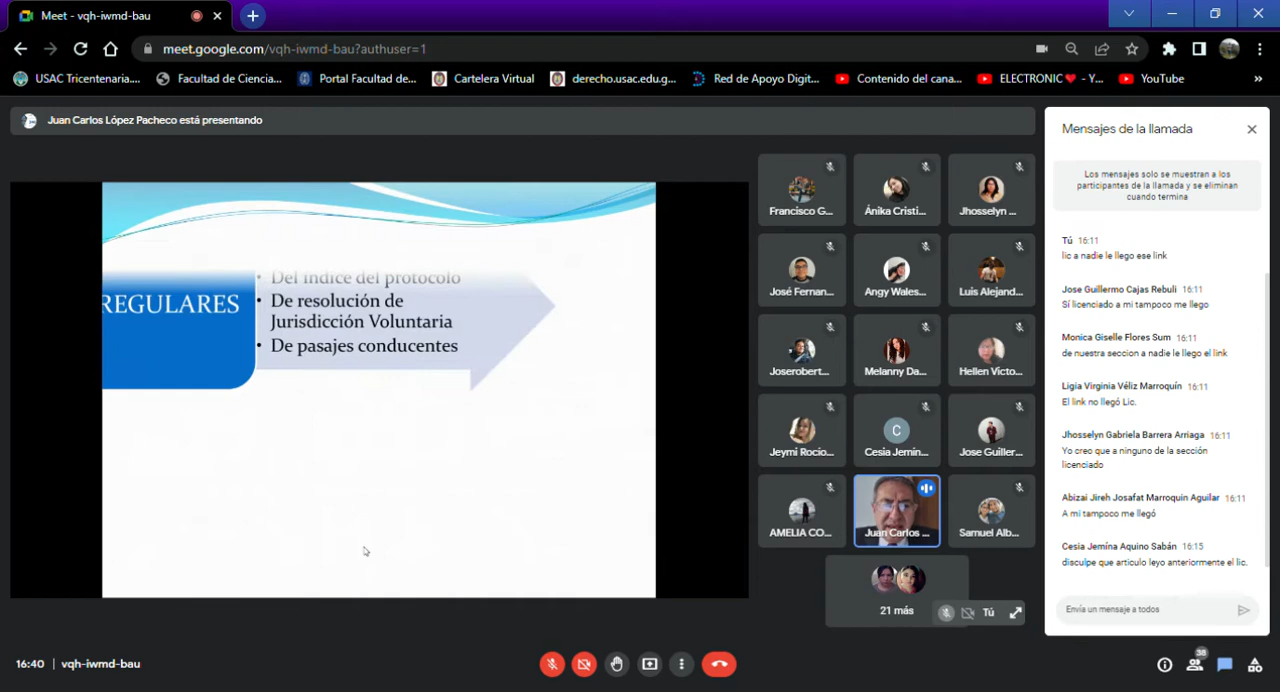 Meet - vqh-iwmd-bau
meet.google.com/vqh-iwmd-bau?authuser=1
USAC Tricentenaria....
Facultad de Ciencia...
Portal Facultad de...
Cartelera Virtual
derecho.usac.edu.g...
Red de Apoyo Digit...
Contenido del cana...
ELECTRONIC❤ - Y...
YouTube
»
Juan Carlos López Pacheco está presentando
REGULARES
• Del índice del protocolo
• De resolución de
Jurisdicción Voluntaria
• De pasajes conducentes
Francisco G...
Ánika Cristi...
Jhosselyn ...
José Fernan...
Angy Wales...
Luis Alejand...
Joserobert...
Melanny Da...
Hellen Victo...
Jeymi Rocio...
C
Cesia Jemin...
Jose Guiller...
AMELIA CO...
Juan Carlos ...
Samuel Alb...
21 más
Tú
Mensajes de la llamada
Los mensajes solo se muestran a los
participantes de la llamada y se eliminan
cuando termina
Tú 16:11
lic a nadie le llego ese link
Jose Guillermo Cajas Rebuli 16:11
Sí licenciado a mi tampoco me llego
Monica Giselle Flores Sum 16:11
de nuestra seccion a nadie le llego el link
Ligia Virginia Véliz Marroquín 16:11
El link no llegó Lic.
Jhosselyn Gabriela Barrera Arriaga 16:11
Yo creo que a ninguno de la sección
licenciado
Abizai Jireh Josafat Marroquin Aguilar 16:11
A mi tampoco me llegó
Cesia Jemína Aquino Sabán 16:15
disculpe que articulo leyo anteriormente el lic.
Envía un mensaje a todos
16:40 | vqh-iwmd-bau
38